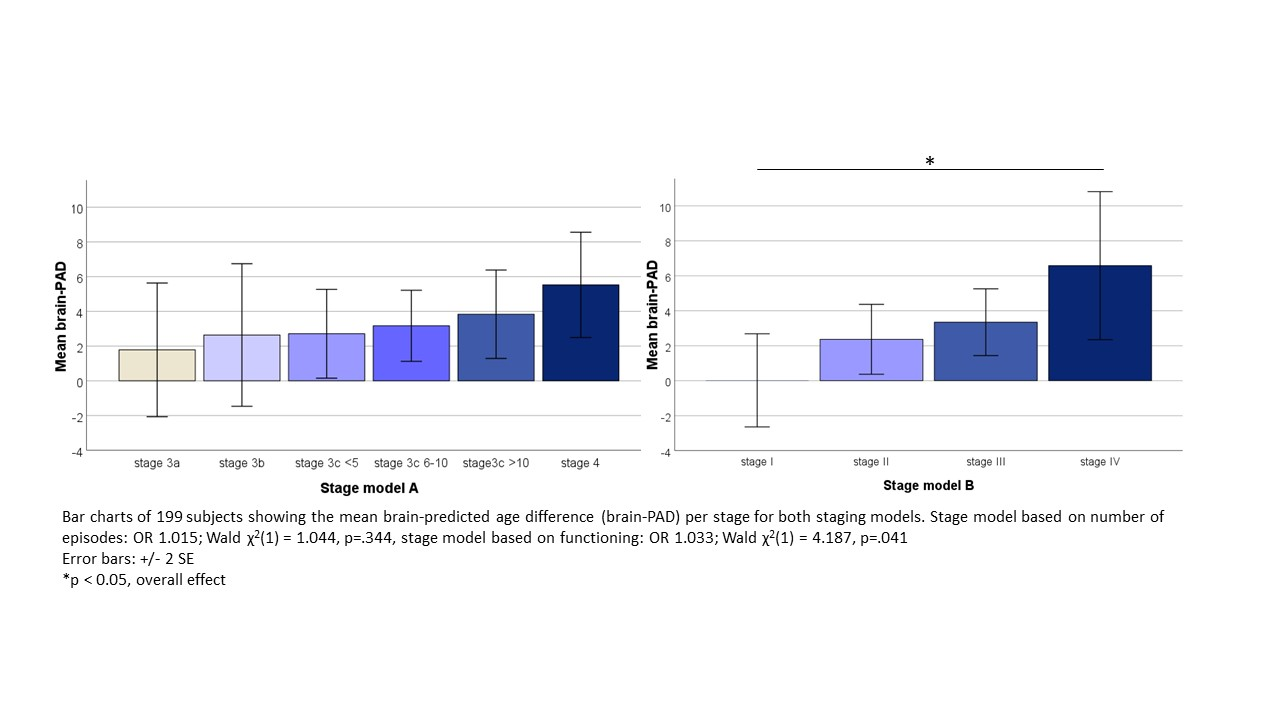 *
Mean brain-PAD
10
8
6
4
2
0
-2
-4
stage 3a stage 3b stage 3c <5 stage 3c 6-10 stage3c >10 stage 4
Stage model A
Mean brain-PAD
10
8
6
4
2
0
-2
-4
stage I stage II stage III stage IV
Stage model B
Bar charts of 199 subjects showing the mean brain-predicted age difference (brain-PAD) per stage for both staging models. Stage model based on number of
episodes: OR 1.015; Wald χ²(1) = 1.044, p=.344, stage model based on functioning: OR 1.033; Wald χ²(1) = 4.187, p=.041
Error bars: +/- 2 SE
*p < 0.05, overall effect